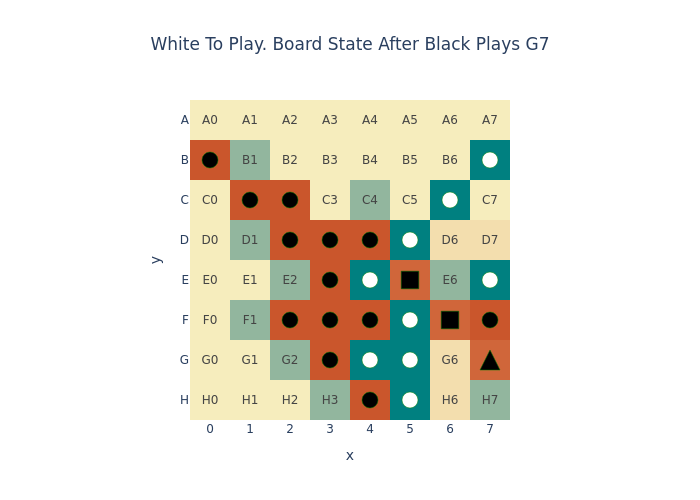 White To Play. Board State After Black Plays G7
A A0 A1 A2 A3 A4 A5 A6 A7
B B1 B2 B3 B4 B5 B6
C C0 C3 C4 C5 C7
D D0 D1 D6 D7
E E0 E1 E2 E6
F F0 F1
G G0 G1 G2 G6
H H0 H1 H2 H3 H6 H7
0 1 2 3 4 5 6 7
x
y